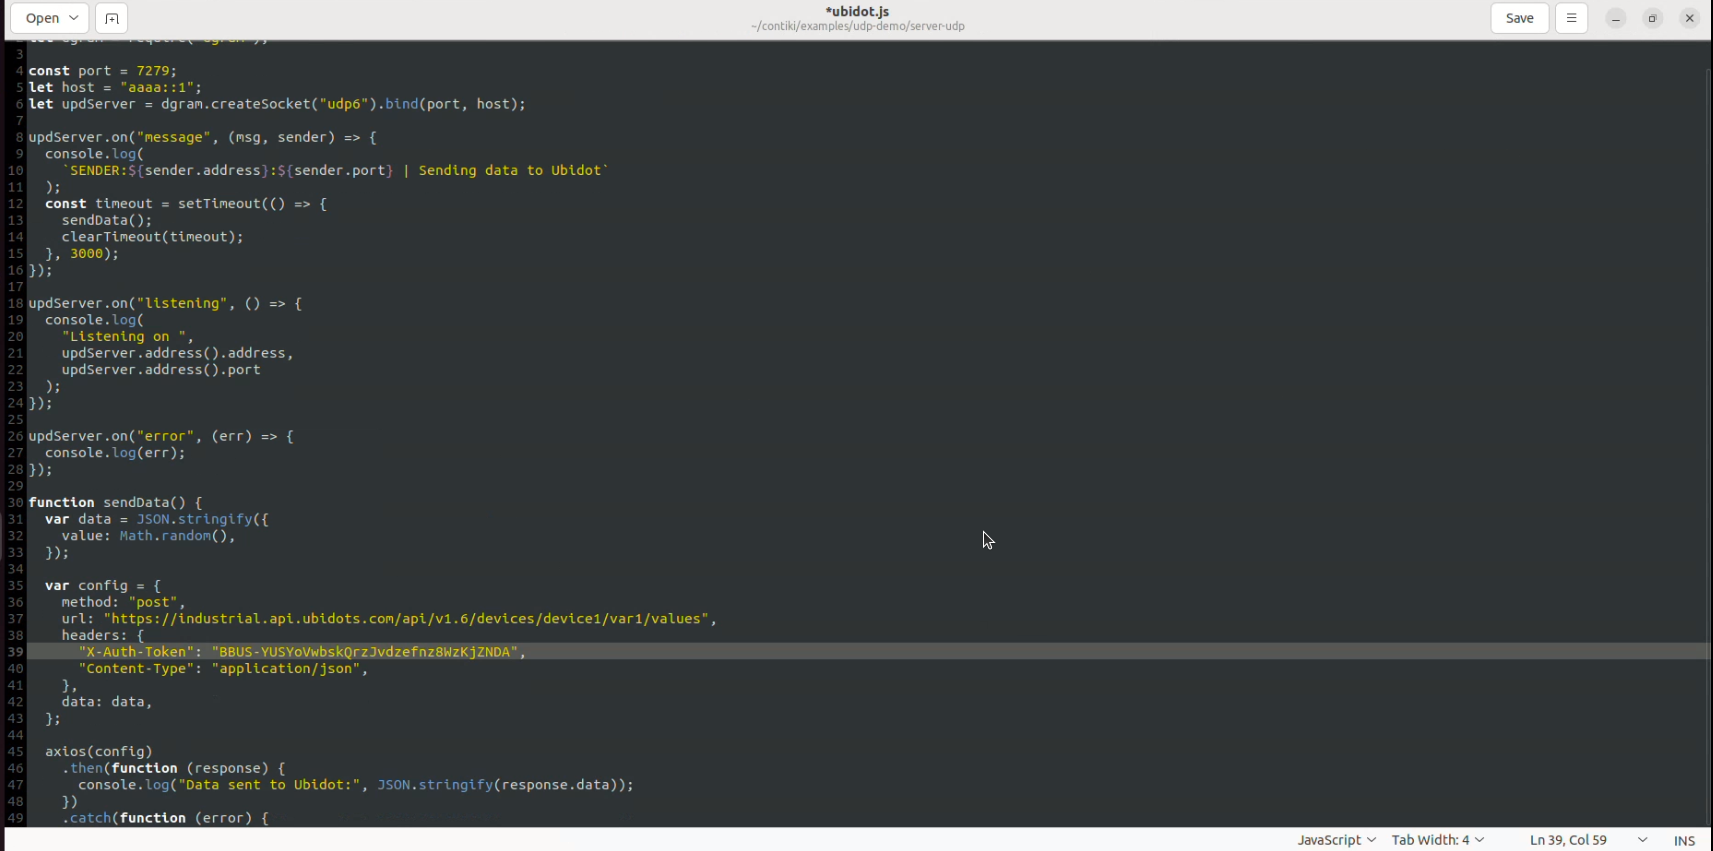 Open
*ubidot.js
~/contiki/examples/udp-demo/server-udp
Save
3
4 const port = 7279;
5 let host = "aaaa::1";
6 let updServer = dgram.createSocket("udp6").bind(port, host);
7
8 updServer.on("message", (msg, sender) => {
9   console.log(
10     `SENDER:${sender.address}:${sender.port} | Sending data to Ubidot`
11   );
12   const timeout = setTimeout(() => {
13     sendData();
14     clearTimeout(timeout);
15   }, 3000);
16 });
17
18 updServer.on("listening", () => {
19   console.log(
20     "Listening on ",
21     updServer.address().address,
22     updServer.address().port
23   );
24 });
25
26 updServer.on("error", (err) => {
27   console.log(err);
28 });
29
30 function sendData() {
31   var data = JSON.stringify({
32     value: Math.random(),
33   });
34
35   var config = {
36     method: "post",
37     url: "https://industrial.api.ubidots.com/api/v1.6/devices/device1/var1/values",
38     headers: {
39       "X-Auth-Token": "BBUS-YUSYoVwbskQrzJvdzefnz8WzKjZNDA",
40       "Content-Type": "application/json",
41     },
42     data: data,
43   };
44
45   axios(config)
46     .then(function (response) {
47       console.log("Data sent to Ubidot:", JSON.stringify(response.data));
48     })
49     .catch(function (error) {
JavaScript Tab Width: 4 Ln 39, Col 59 INS